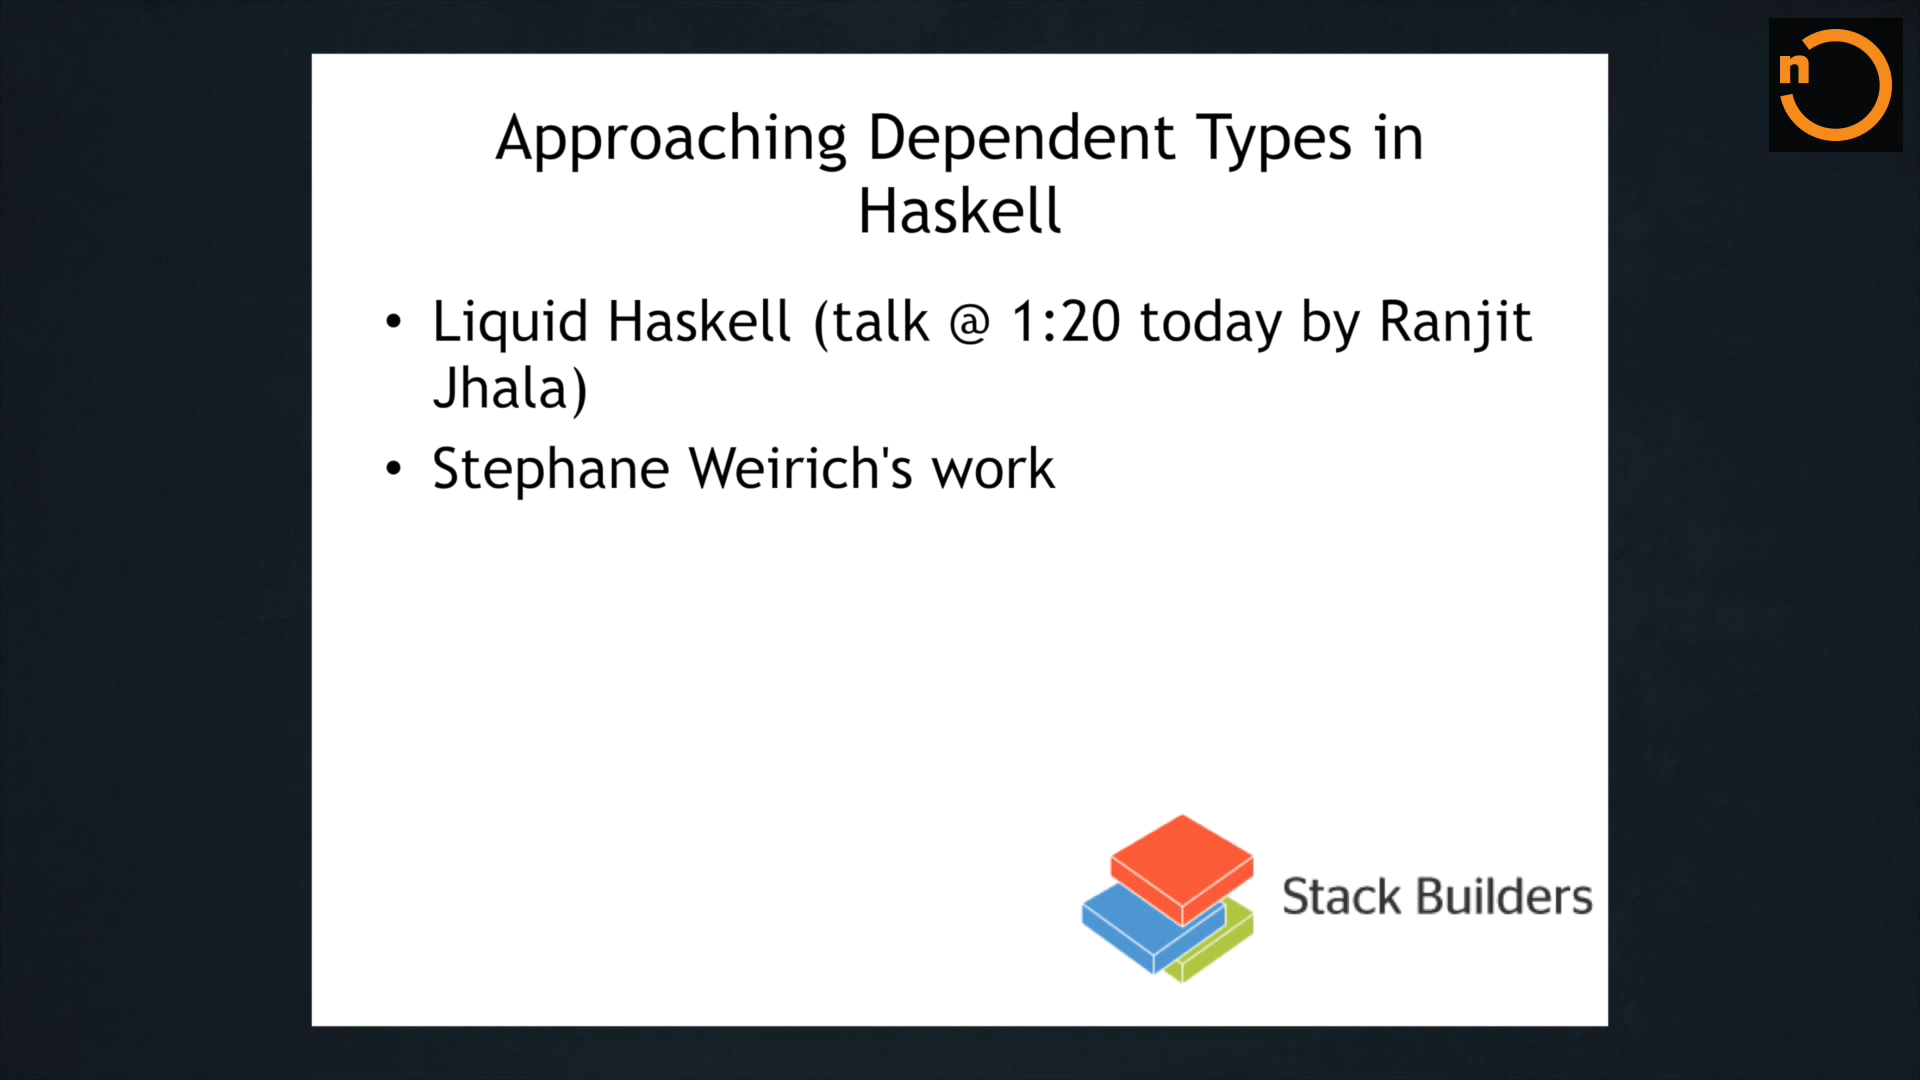 n
Approaching Dependent Types in
Haskell
• Liquid Haskell (talk @ 1:20 today by Ranjit
Jhala)
• Stephane Weirich's work
Stack Builders